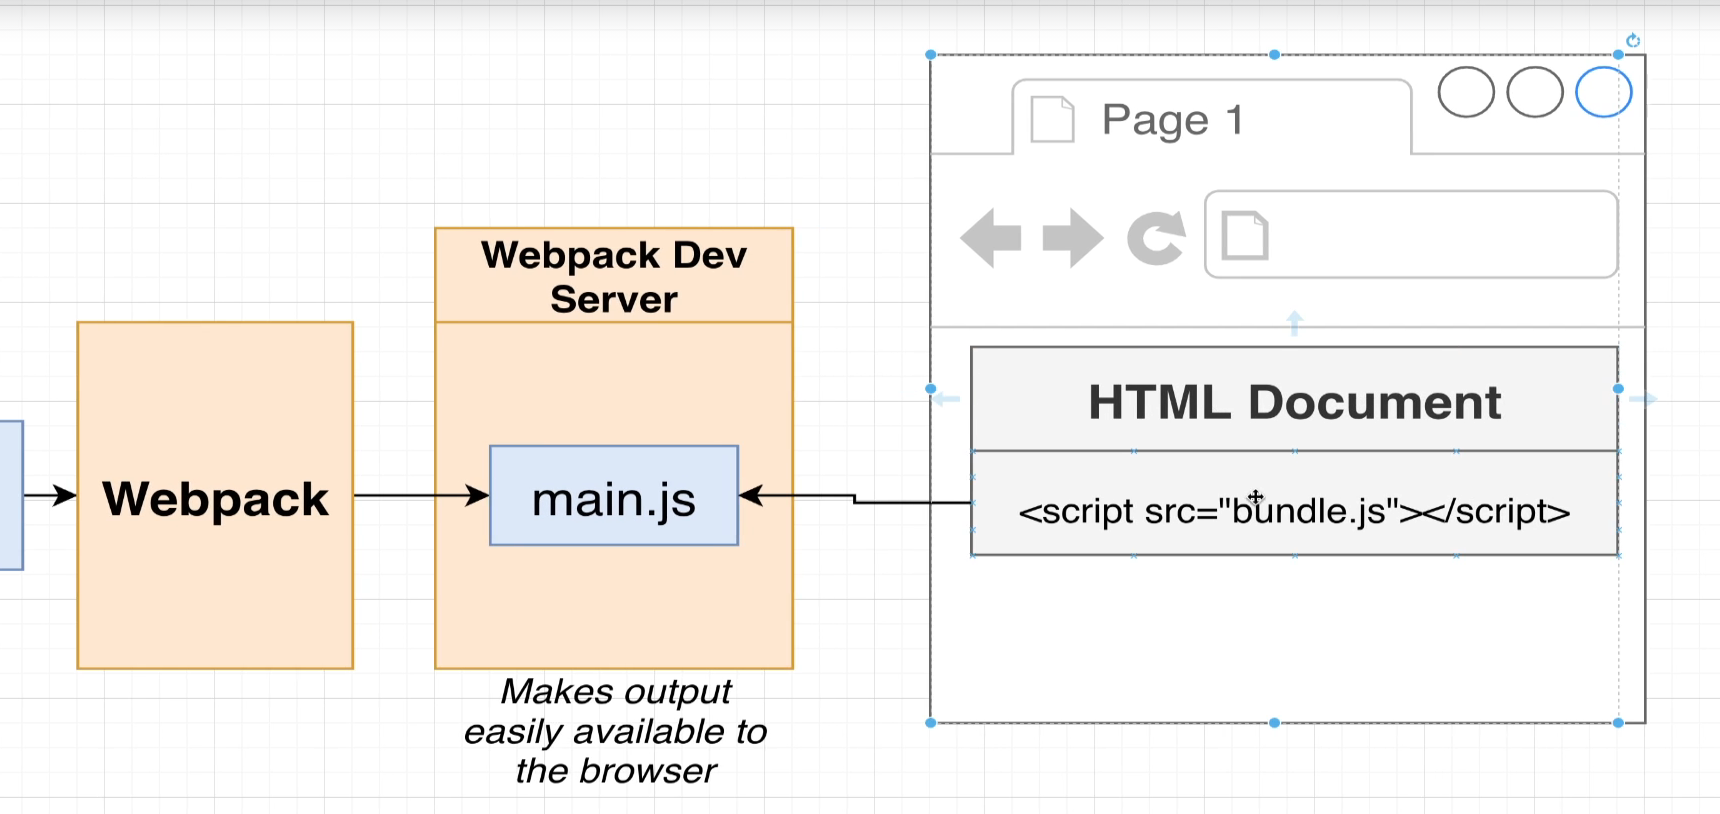 Page 1
Webpack Dev
Server
HTML Document
Webpack
main.js
<script src="bundle.js"></script>
Makes output
easily available to
the browser